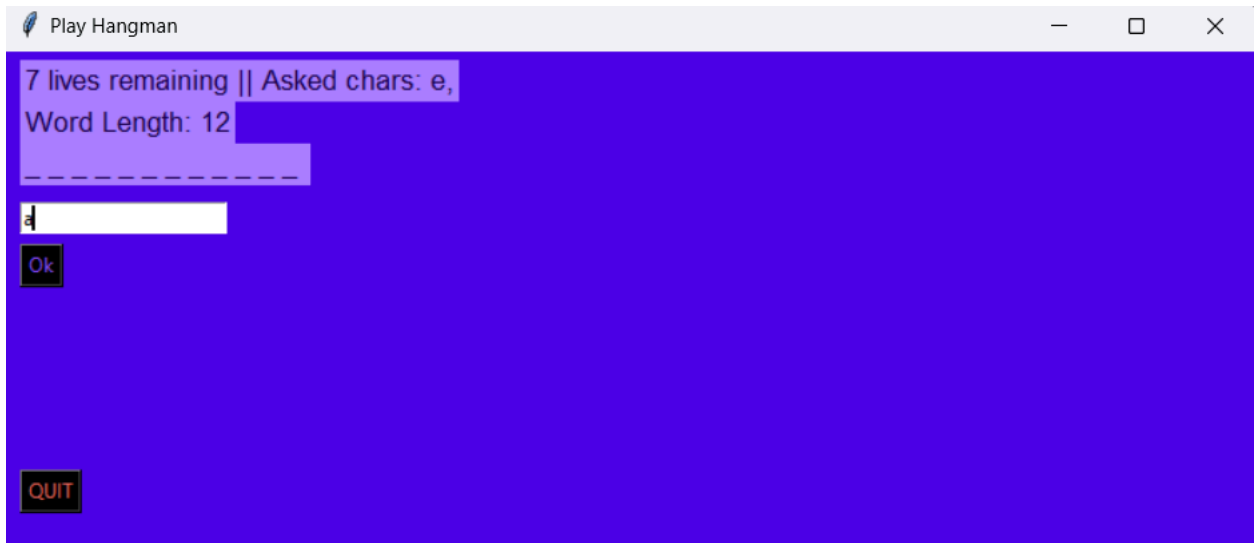 Play Hangman
7 lives remaining || Asked chars: e,
Word Length: 12
_ _ _ _ _ _ _ _ _ _ _ _
a
Ok
QUIT